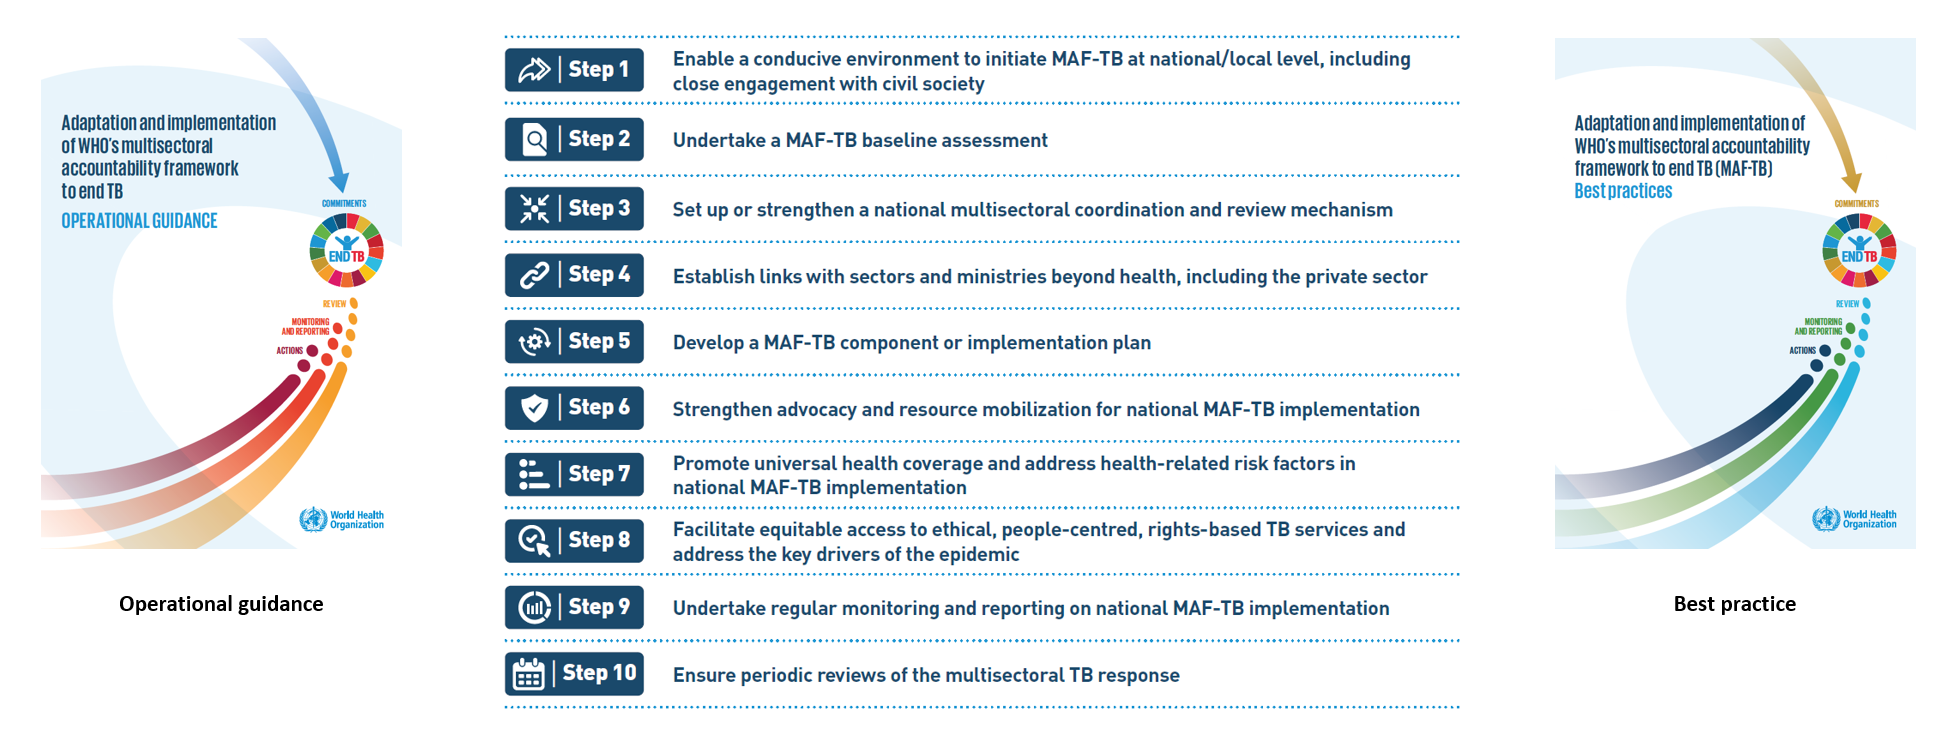 Adaptation and implementation
of WHO's multisectoral
accountability framework
to end TB
OPERATIONAL GUIDANCE
COMMITMENTS
END TB
REVIEW
MONITORING
AND REPORTING
ACTIONS
World Health
Organization
Operational guidance
Step 1
Enable a conducive environment to initiate MAF-TB at national/local level, including
close engagement with civil society
Step 2
Undertake a MAF-TB baseline assessment
Step 3
Set up or strengthen a national multisectoral coordination and review mechanism
Step 4
Establish links with sectors and ministries beyond health, including the private sector
Step 5
Develop a MAF-TB component or implementation plan
Step 6
Strengthen advocacy and resource mobilization for national MAF-TB implementation
Step 7
Promote universal health coverage and address health-related risk factors in
national MAF-TB implementation
Step 8
Facilitate equitable access to ethical, people-centred, rights-based TB services and
address the key drivers of the epidemic
Step 9
Undertake regular monitoring and reporting on national MAF-TB implementation
Step 10
Ensure periodic reviews of the multisectoral TB response
Adaptation and implementation of
WHO's multisectoral accountability
framework to end TB (MAF-TB)
Best practices
COMMITMENTS
END TB
REVIEW
MONITORING
AND REPORTING
ACTIONS
World Health
Organization
Best practice